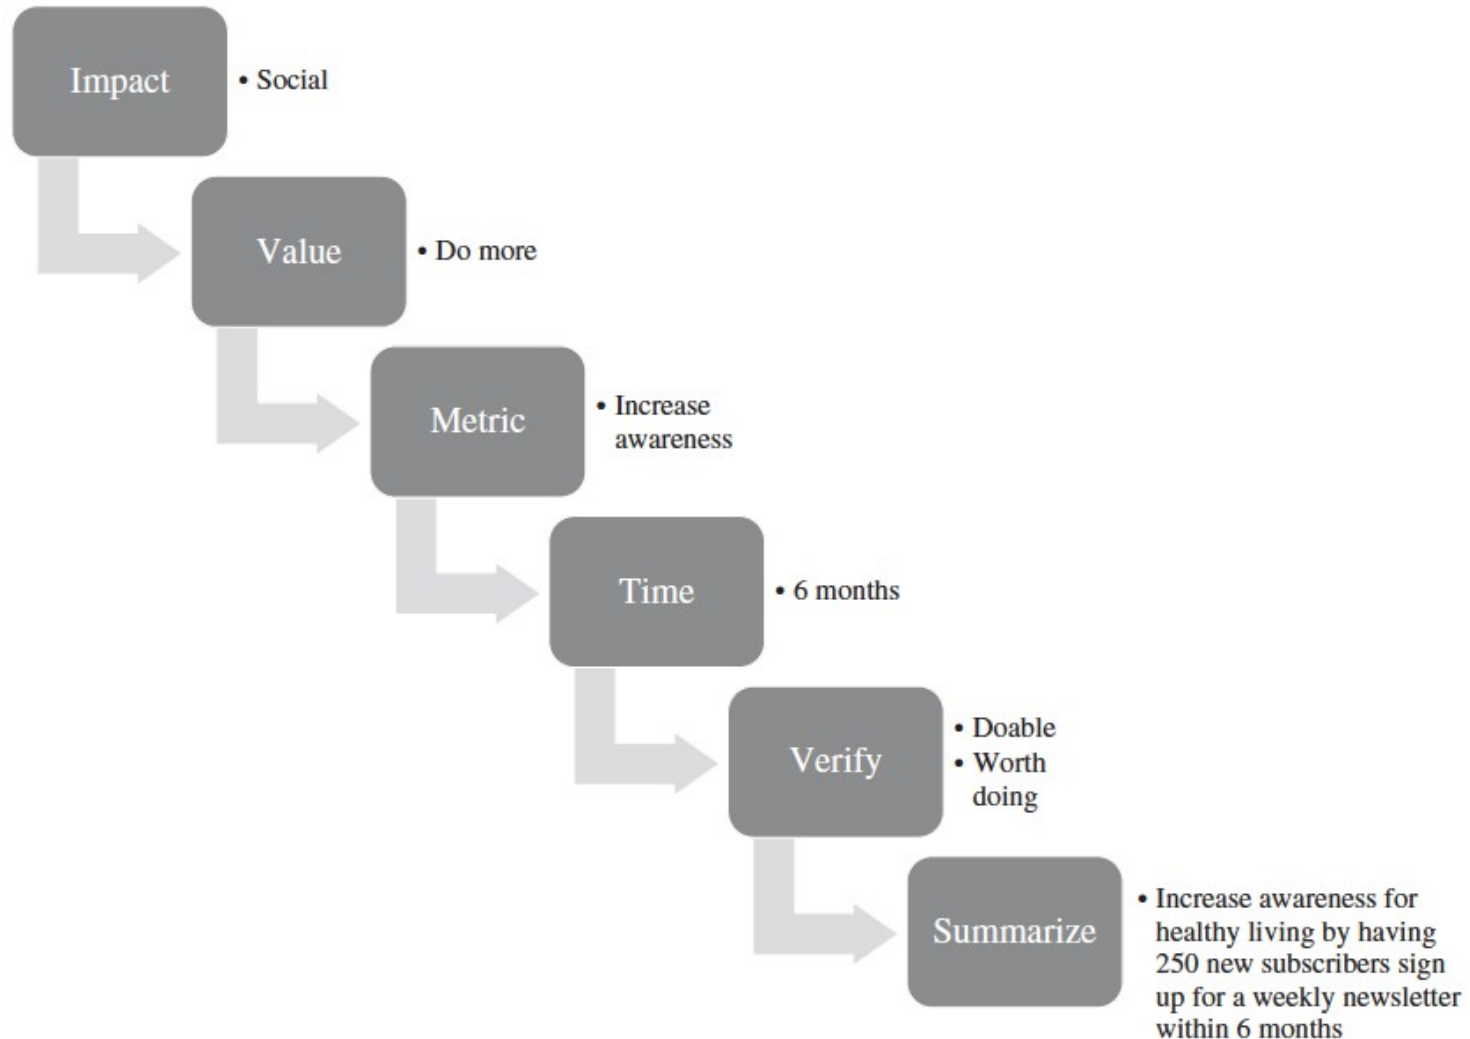 Impact
• Social
Value
• Do more
Metric
• Increase
awareness
Time
• 6 months
Verify
• Doable
• Worth
doing
Summarize
• Increase awareness for
healthy living by having
250 new subscribers sign
up for a weekly newsletter
within 6 months